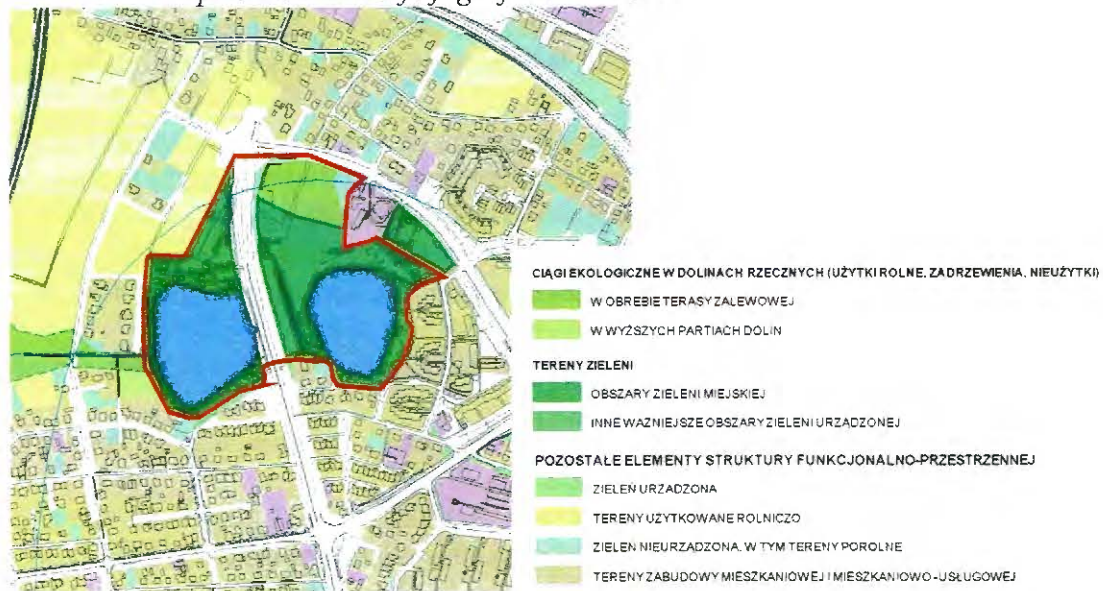 CIĄGI EKOLOGICZNE W DOLINACH RZECZNYCH (UŻYTKI ROLNE, ZADRZEWIENIA, NIEUŻYTKI)
W OBRĘBIE TERASY ZALEWOWEJ
W WYŻSZYCH PARTIACH DOLIN
TERENY ZIELENI
OBSZARY ZIELENI MIEJSKIEJ
INNE WAŻNIEJSZE OBSZARY ZIELENI URZĄDZONEJ
POZOSTAŁE ELEMENTY STRUKTURY FUNKCJONALNO-PRZESTRZENNEJ
ZIELEŃ URZĄDZONA
TERENY UŻYTKOWANE ROLNICZO
ZIELEŃ NIEURZĄDZONA, W TYM TERENY POROLNE
TERENY ZABUDOWY MIESZKANIOWEJ I MIESZKANIOWO-USŁUGOWEJ